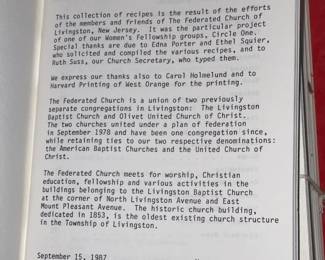 This collection of recipes is the result of the efforts
of the members and friends of The Federated Church of
Livingston, New Jersey. It was the particular project
of one of our Women's Fellowship groups, Circle One.
Special thanks are due to Edna Porter and Ethel Squier,
who solicited and compiled the various recipes, and to
Ruth Suss, our Church Secretary, who typed them.
We express our thanks also to Carol Holmelund and to
Harvard Printing of West Orange for the printing.
The Federated Church is a union of two previously
separate congregations in Livingston: The Livingston
Baptist Church and Olivet United Church of Christ.
The two churches united under a plan of federation
in September 1978 and have been one congregation since,
while retaining ties to our two respective denominations:
the American Baptist Churches and the United Church of
Christ.
The Federated Church meets for worship, Christian
education, fellowship and various activities in the
buildings belonging to the Livingston Baptist Church
at the corner of North Livingston Avenue and East
Mount Pleasant Avenue. The historic church building,
dedicated in 1853, is the oldest existing church structure
in the Township of Livingston.
September 15, 1987